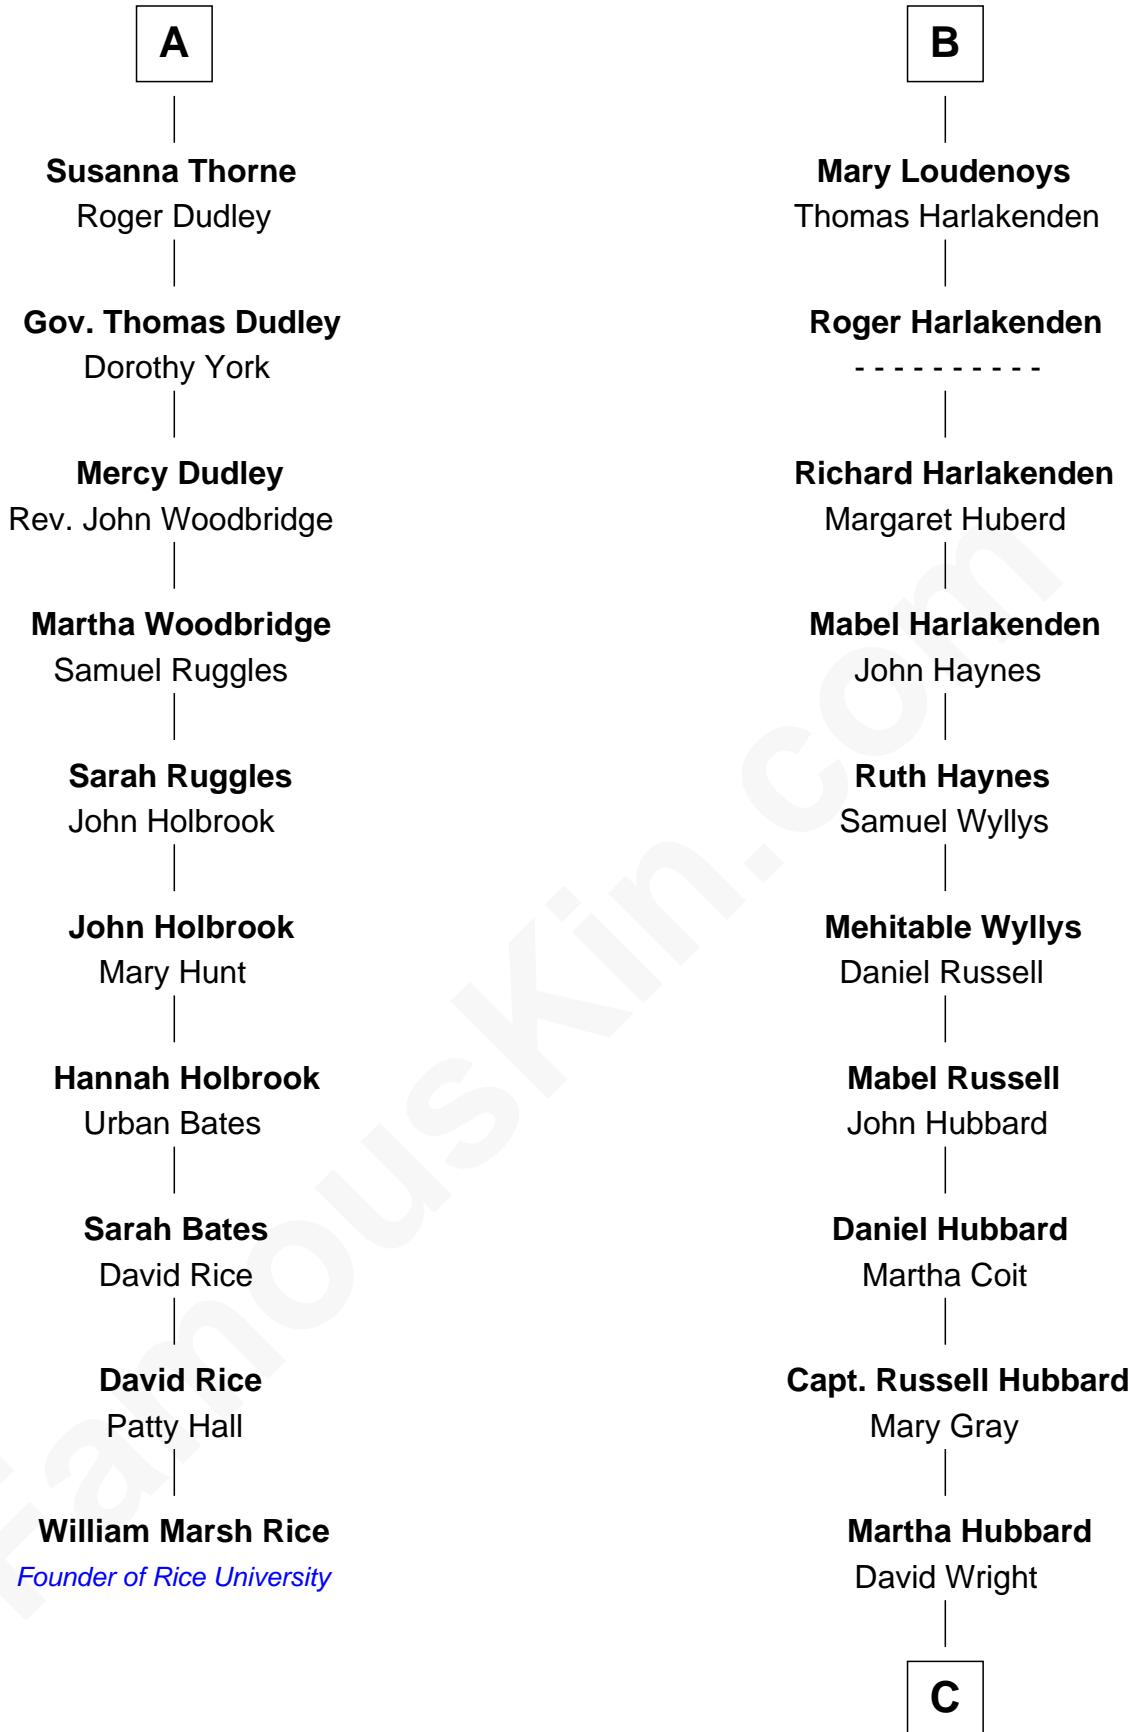 A
Susanna Thorne
Roger Dudley
Gov. Thomas Dudley
Dorothy York
Mercy Dudley
Rev. John Woodbridge
Martha Woodbridge
Samuel Ruggles
Sarah Ruggles
John Holbrook
John Holbrook
Mary Hunt
Hannah Holbrook
Urban Bates
Sarah Bates
David Rice
David Rice
Patty Hall
William Marsh Rice
Founder of Rice University
B
Mary Loudenoys
Thomas Harlakenden
Roger Harlakenden
- - - - - - - - - -
Richard Harlakenden
Margaret Huberd
Mabel Harlakenden
John Haynes
Ruth Haynes
Samuel Wyllys
Mehitable Wyllys
Daniel Russell
Mabel Russell
John Hubbard
Daniel Hubbard
Martha Coit
Capt. Russell Hubbard
Mary Gray
Martha Hubbard
David Wright
C
FamousKin.com